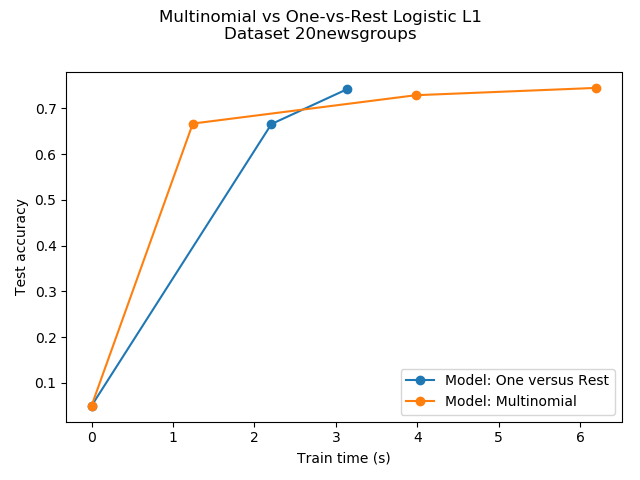 Multinomial vs One-vs-Rest Logistic L1
Dataset 20newsgroups
0.7
0.6
0.5
0.4
0.3
0.2
0.1
Test accuracy
Model: One versus Rest
Model: Multinomial
0 1 2 3 4 5 6
Train time (s)